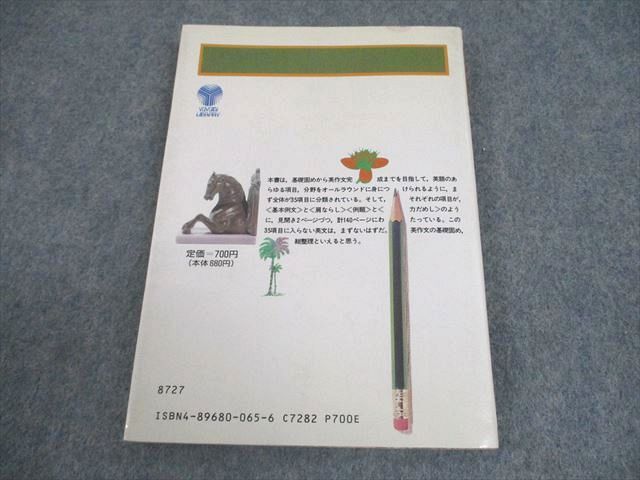 YOYOGI
LIBRARY
本書は，基礎固めから英作文完　成までを目指して，英語のあ
らゆる項目，分野をオールラウンドに身につ　けられるように，ま
ず全体が35項目に分類されている。そして，　それぞれの項目が，
＜基本例文＞と＜肩ならし＞＜例題＞と＜　力だめし＞のよう
に，見開き2ページづつ，計140ページにわ　たっている。この
35項目に入らない英文は，まずないはずだ。　英作文の基礎固め，
総整理といえると思う。
定価＝700円
（本体680円）
8727
ISBN4-89680-065-6 C7282 P700E